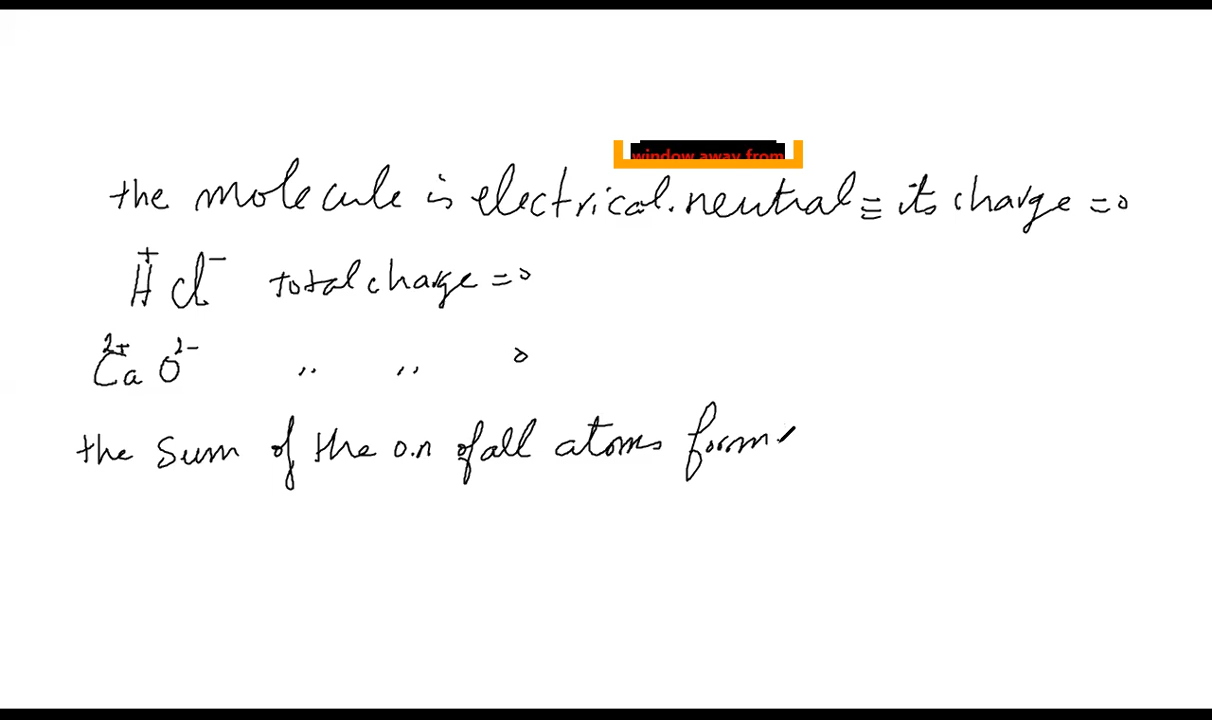 window away from
the molecule is electrical. neutral ≡ its charge = 0
H⁺ Cl⁻ total charge = 0
Ca²⁺ O²⁻ ,, ,, 0
the sum of the o.n of all atoms form